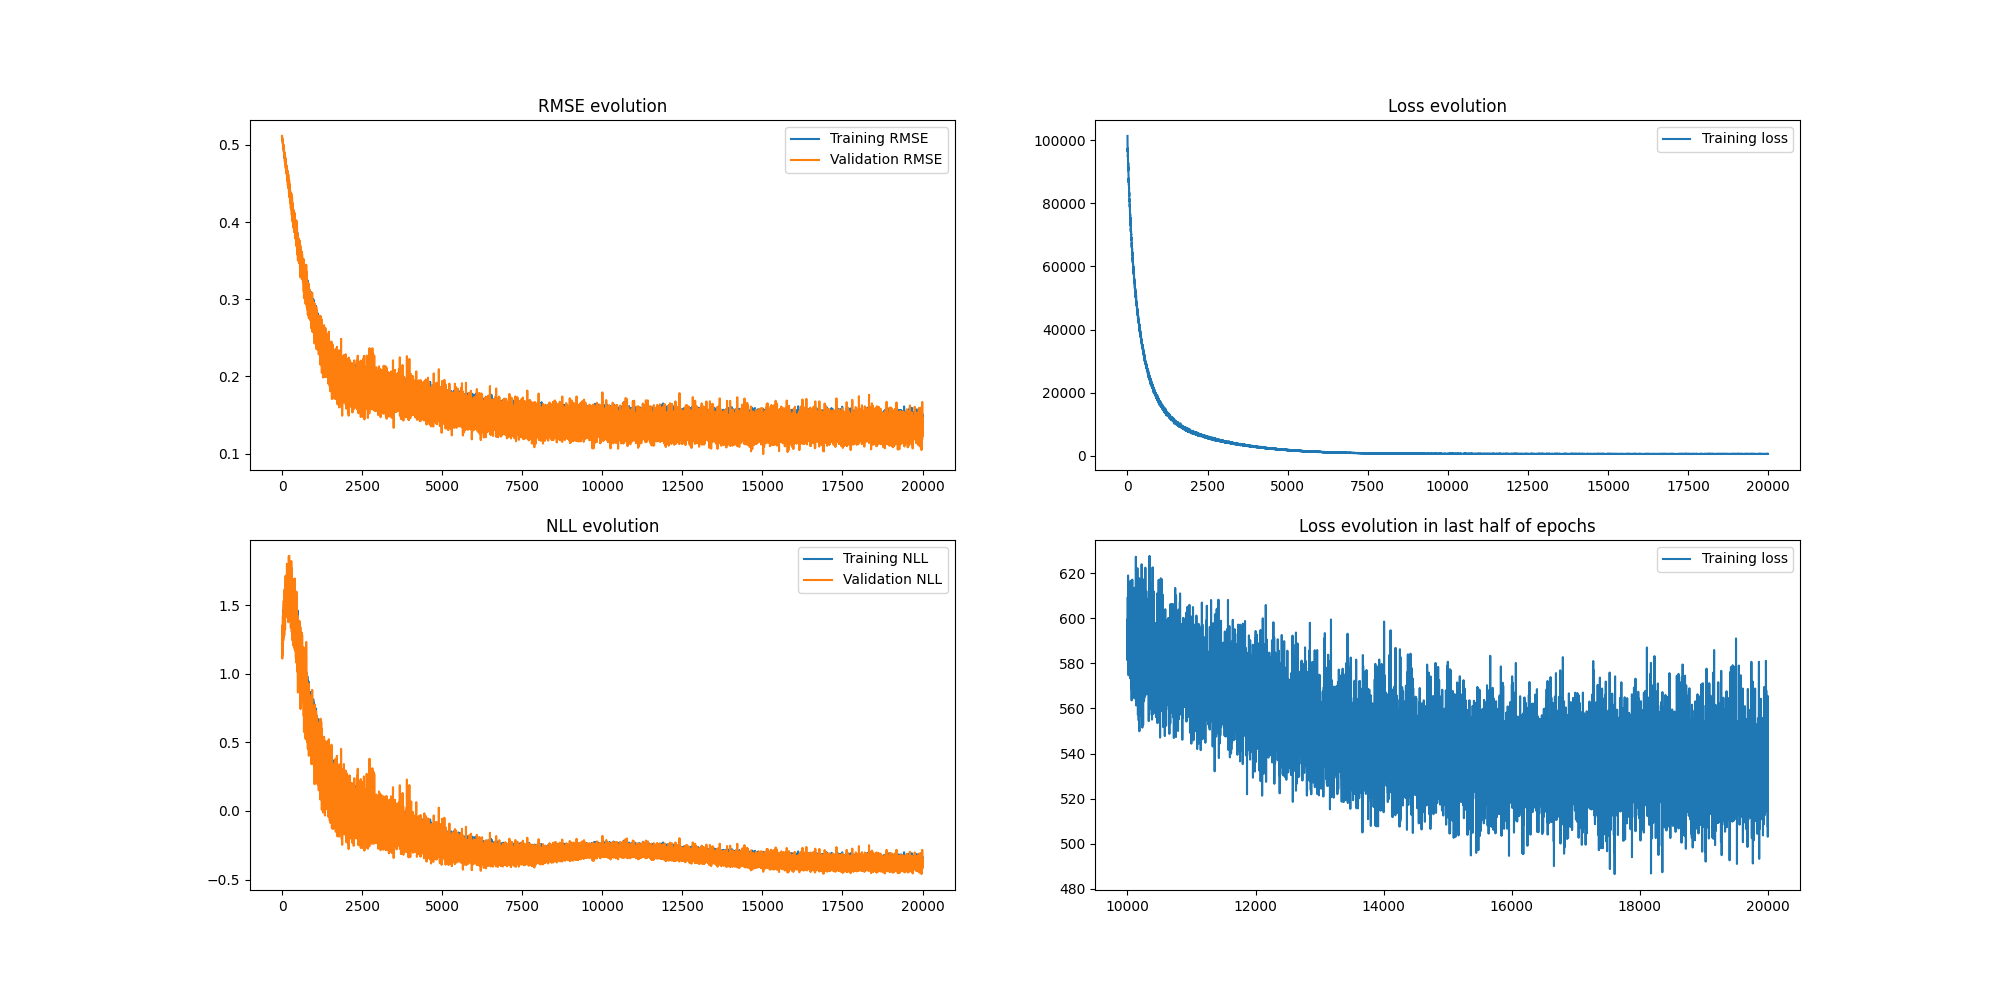 RMSE evolution
Training RMSE
Validation RMSE
0.5
0.4
0.3
0.2
0.1
0 2500 5000 7500 10000 12500 15000 17500 20000
Loss evolution
Training loss
100000
80000
60000
40000
20000
0
0 2500 5000 7500 10000 12500 15000 17500 20000
NLL evolution
Training NLL
Validation NLL
1.5
1.0
0.5
0.0
−0.5
0 2500 5000 7500 10000 12500 15000 17500 20000
Loss evolution in last half of epochs
Training loss
620
600
580
560
540
520
500
480
10000 12000 14000 16000 18000 20000